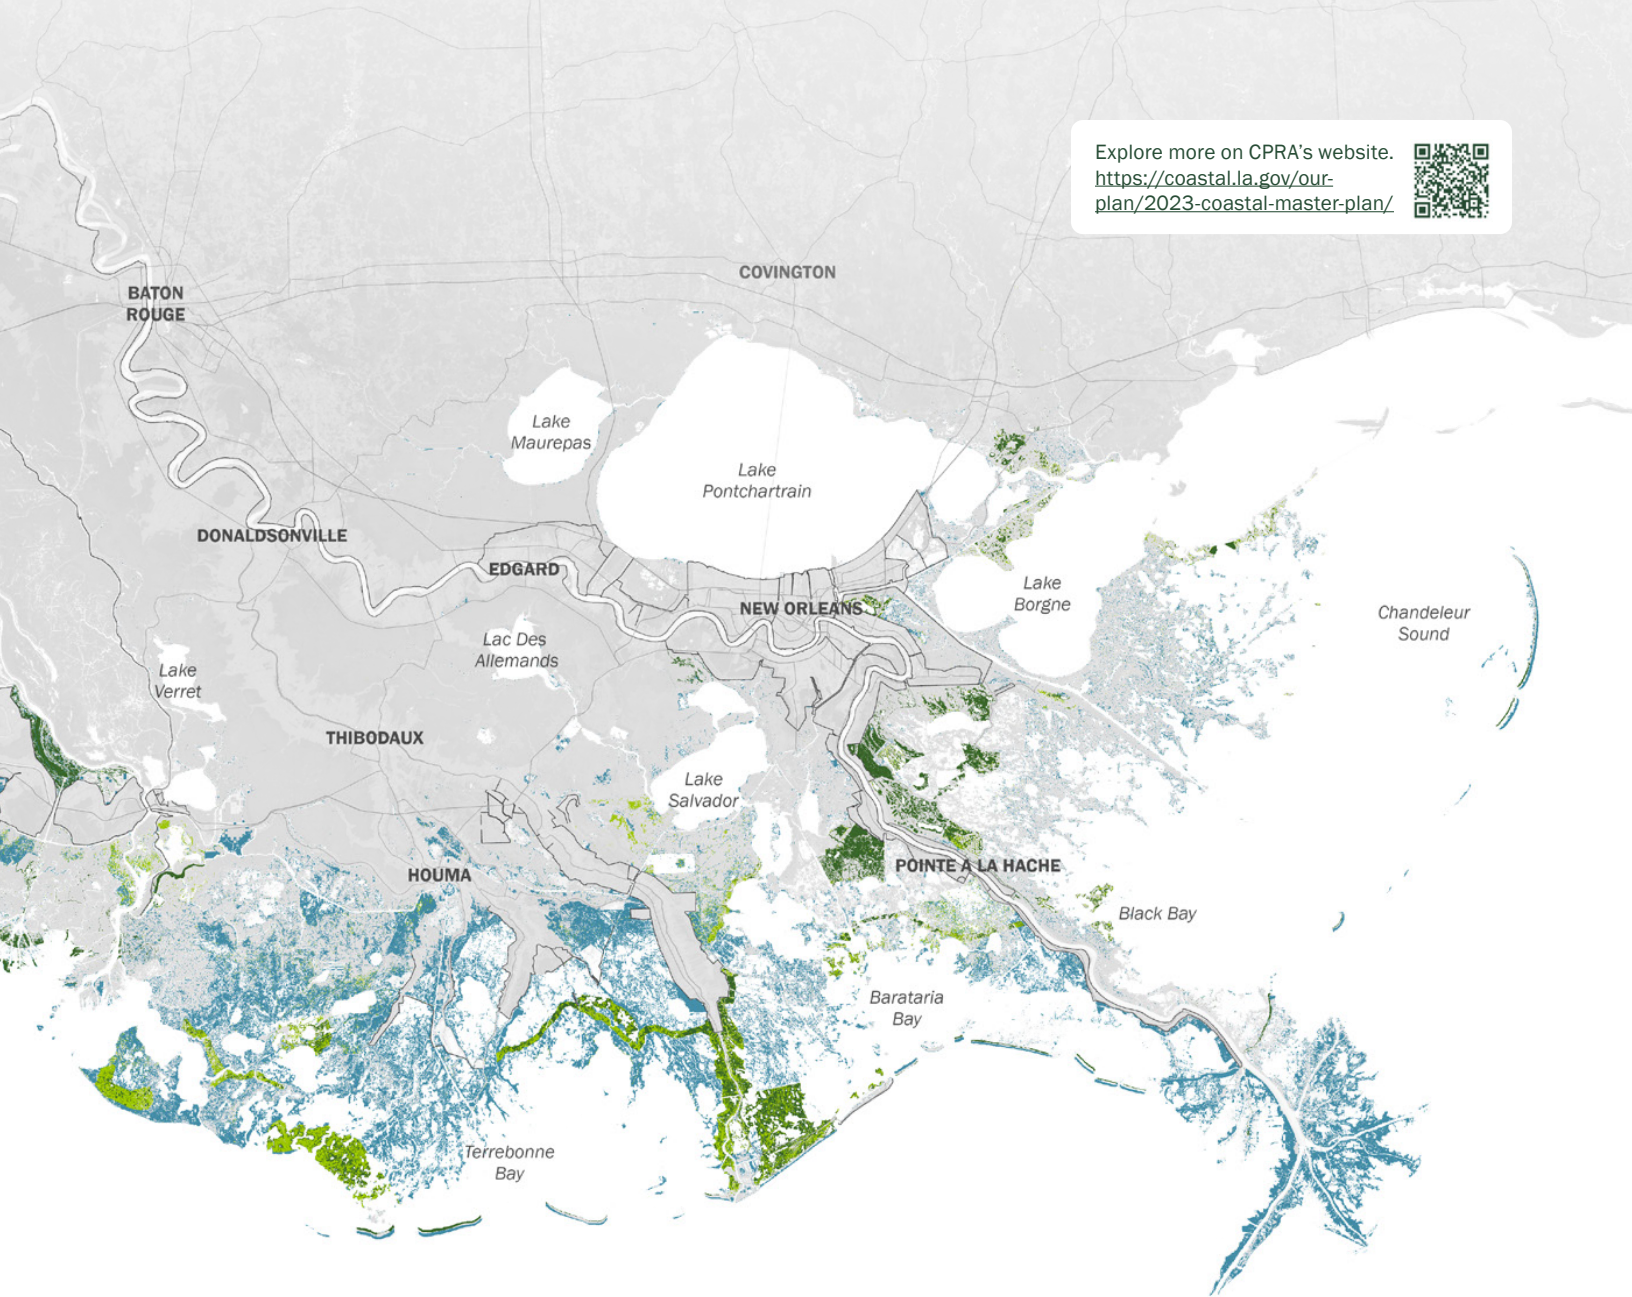 Explore more on CPRA's website.
https://coastal.la.gov/our-
plan/2023-coastal-master-plan/
COVINGTON
BATON
ROUGE
Lake
Maurepas
Lake
Pontchartrain
DONALDSONVILLE
EDGARD
NEW ORLEANS
Lake
Borgne
Chandeleur
Sound
Lac Des
Allemands
Lake
Verret
THIBODAUX
Lake
Salvador
HOUMA
POINTE A LA HACHE
Black Bay
Barataria
Bay
Terrebonne
Bay